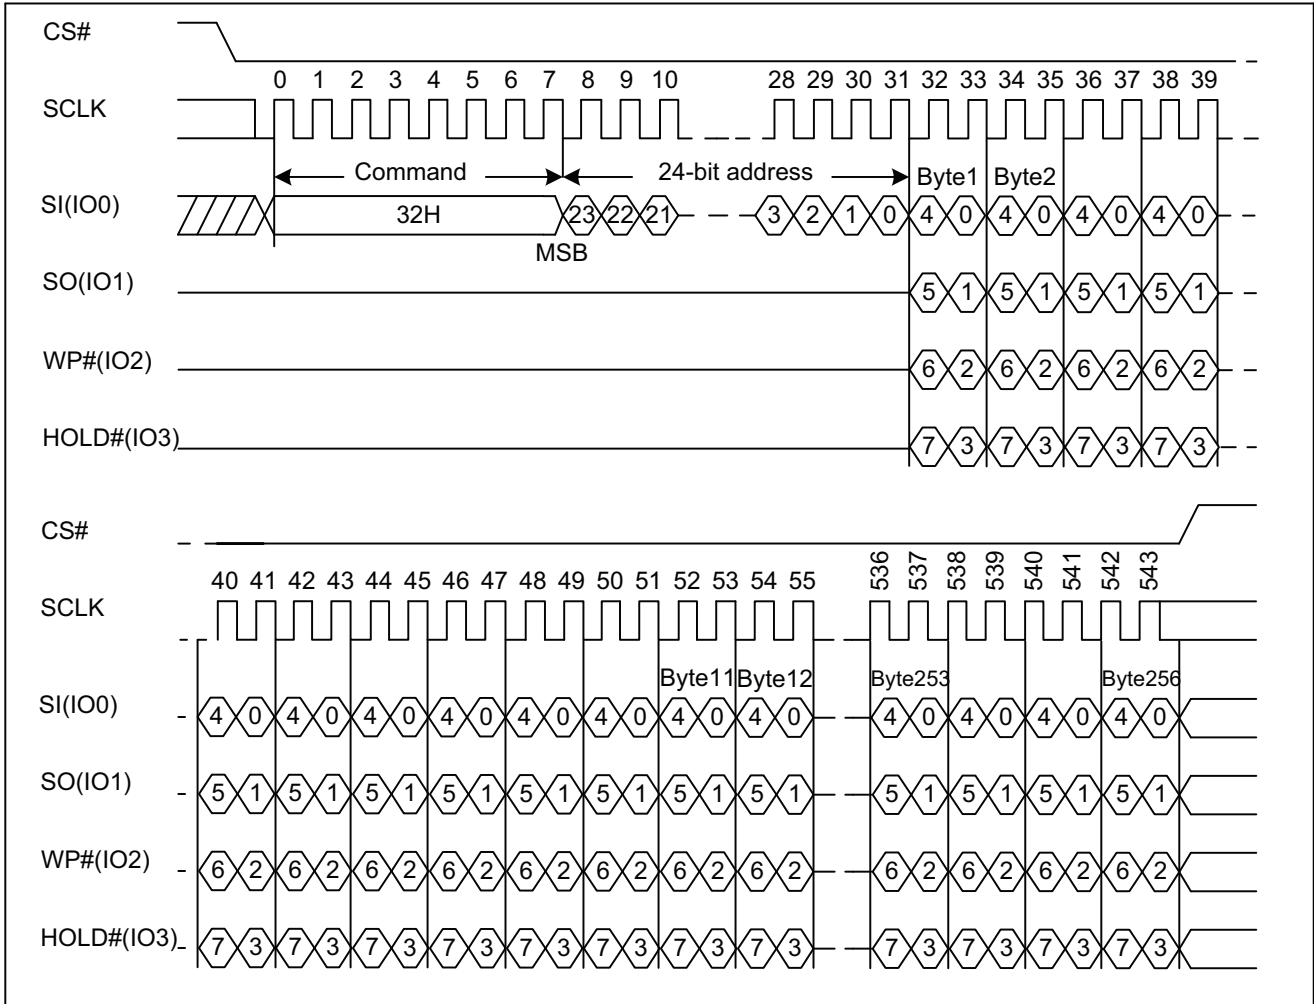 CS#
0 1 2 3 4 5 6 7 8 9 10 28 29 30 31 32 33 34 35 36 37 38 39
SCLK
Command 24-bit address Byte1 Byte2
SI(IO0) 32H 23 22 21 3 2 1 0 4 0 4 0 4 0 4 0
MSB
SO(IO1) 5 1 5 1 5 1 5 1
WP#(IO2) 6 2 6 2 6 2 6 2
HOLD#(IO3) 7 3 7 3 7 3 7 3
CS#
40 41 42 43 44 45 46 47 48 49 50 51 52 53 54 55 536 537 538 539 540 541 542 543
SCLK
Byte11 Byte12 Byte253 Byte256
SI(IO0) 4 0 4 0 4 0 4 0 4 0 4 0 4 0 4 0 4 0 4 0 4 0 4 0
SO(IO1) 5 1 5 1 5 1 5 1 5 1 5 1 5 1 5 1 5 1 5 1 5 1 5 1
WP#(IO2) 6 2 6 2 6 2 6 2 6 2 6 2 6 2 6 2 6 2 6 2 6 2 6 2
HOLD#(IO3) 7 3 7 3 7 3 7 3 7 3 7 3 7 3 7 3 7 3 7 3 7 3 7 3